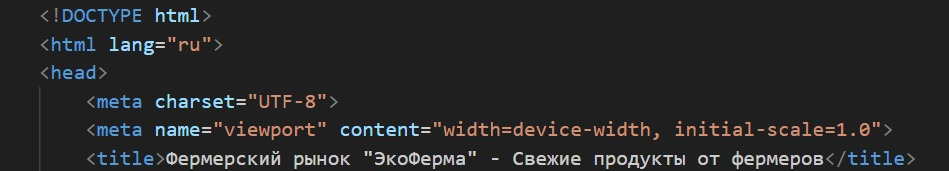 <!DOCTYPE html>
<html lang="ru">
<head>
<meta charset="UTF-8">
<meta name="viewport" content="width=device-width, initial-scale=1.0">
<title>Фермерский рынок "ЭкоФерма" - Свежие продукты от фермеров</title>